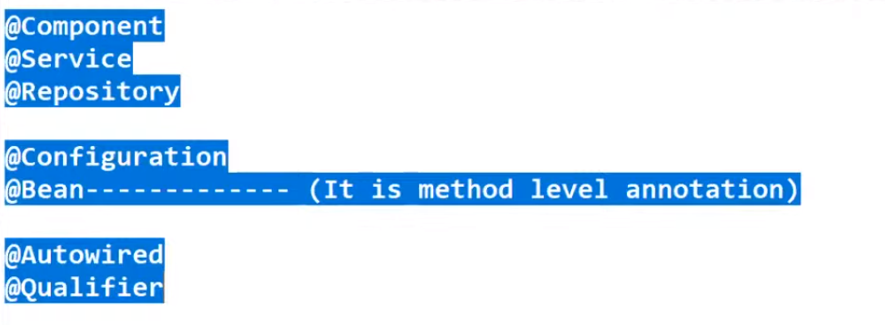 @Component
@Service
@Repository
@Configuration
@Bean------------- (It is method level annotation)
@Autowired
@Qualifier